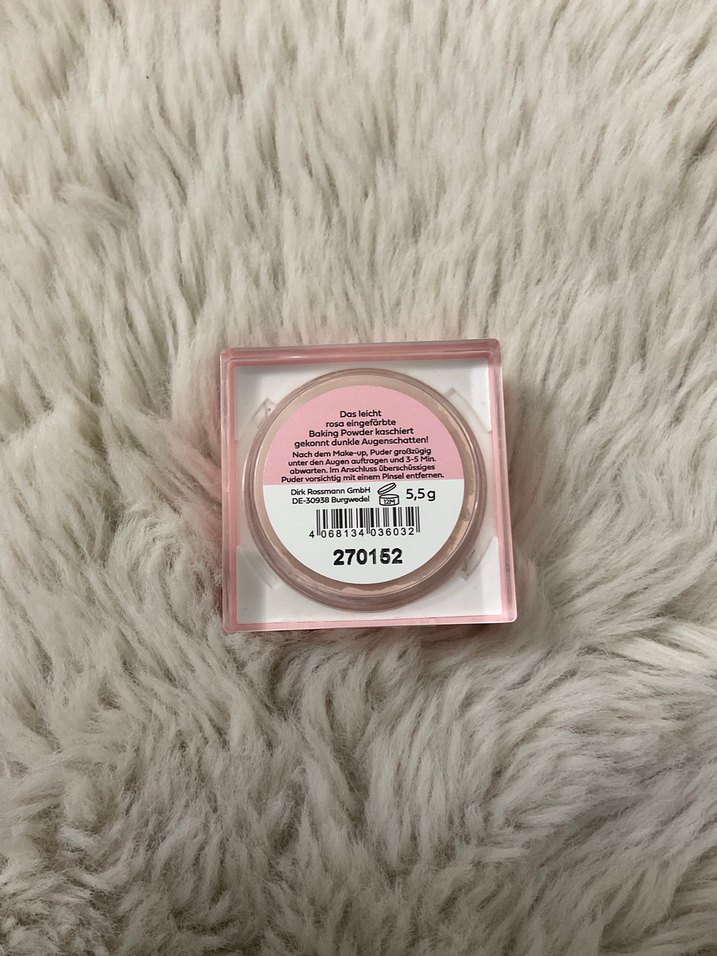 Das leicht
rosa eingefärbte
Baking Powder kaschiert
gekonnt dunkle Augenschatten!
Nach dem Make-up, Puder großzügig
unter den Augen auftragen und 3-5 Min.
abwarten. Im Anschluss überschüssiges
Puder vorsichtig mit einem Pinsel entfernen.
Dirk Rossmann GmbH
DE-30938 Burgwedel
12M
5,5 g
4 068134 036032
270152